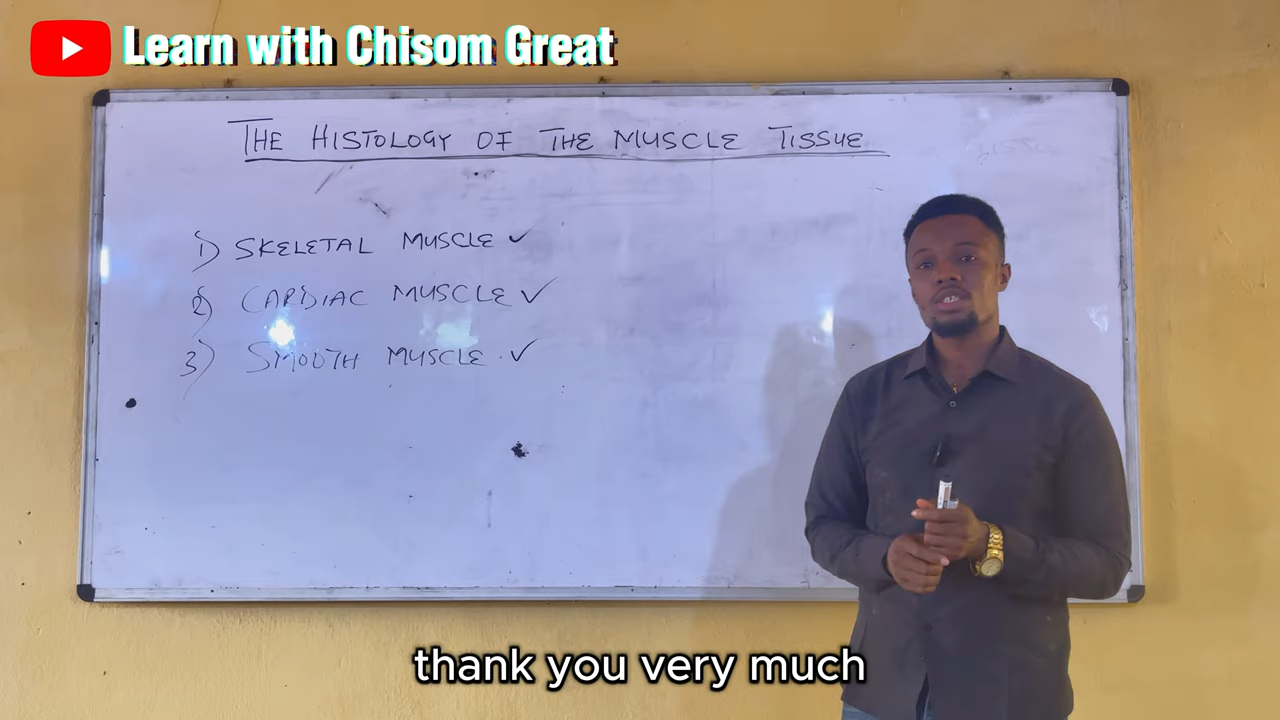 Learn with Chisom Great
THE HISTOLOGY OF THE MUSCLE TISSUE
1) SKELETAL MUSCLE ✓
2) CARDIAC MUSCLE ✓
3) SMOOTH MUSCLE. ✓
thank you very much